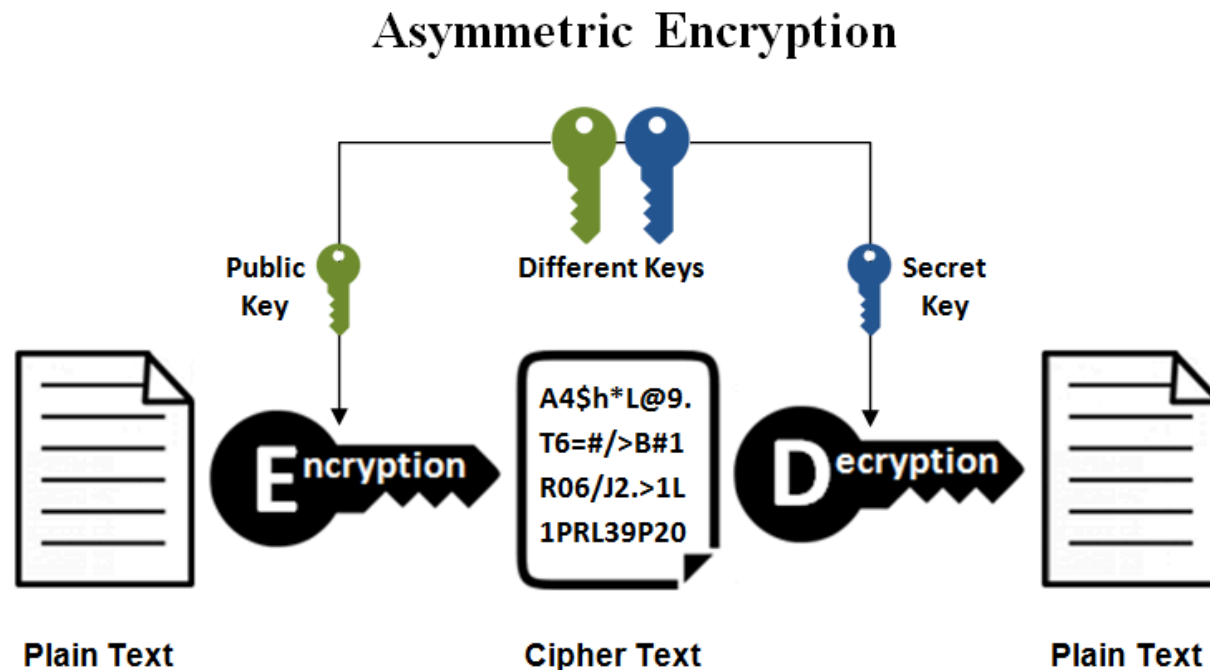 Asymmetric Encryption
Public
Key
Different Keys
Secret
Key
Encryption
A4$h*L@9.
T6=#/>B#1
R06/J2.>1L
1PRL39P20
Decryption
Plain Text
Cipher Text
Plain Text